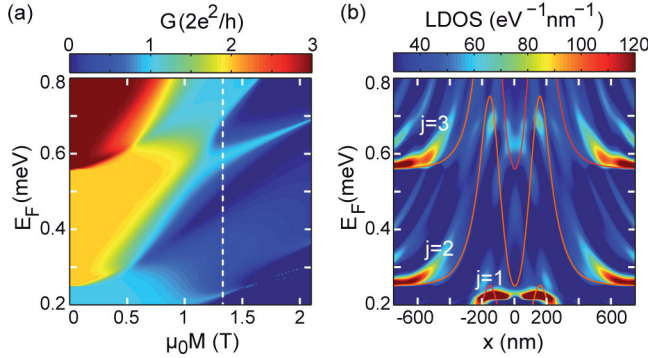 (a) G (2e²/h)
0 1 2 3
0.8
0.6
0.4
0.2
E_F (meV)
0 0.5 1 1.5 2
μ₀M (T)
(b) LDOS (eV⁻¹nm⁻¹)
40 60 80 100 120
0.8
0.6
0.4
0.2
E_F (meV)
j=3
j=2
j=1
-600 -200 0 200 600
x (nm)